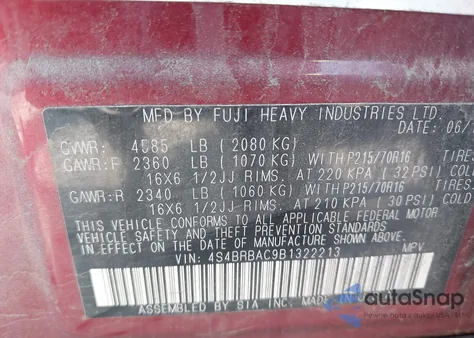 MFD BY FUJI HEAVY INDUSTRIES LTD.
DATE: 06/
GVWR: 4585 LB ( 2080 KG)
GAWR:F 2360 LB ( 1070 KG) WITH P215/70R16
16X6 1/2JJ RIMS. AT 220 KPA ( 32 PSI) COLD
GAWR:R 2340 LB ( 1060 KG) WITH P215/70R16
16X6 1/2JJ RIMS. AT 210 KPA ( 30 PSI) COLD
THIS VEHICLE CONFORMS TO ALL APPLICABLE FEDERAL MOTOR
VEHICLE SAFETY AND THEFT PREVENTION STANDARDS
IN EFFECT ON THE DATE OF MANUFACTURE SHOWN ABOVE.
VIN: 4S4BRBAC9B1322213 MPV
ASSEMBLED BY SIA INC. MADE IN
autoSnap